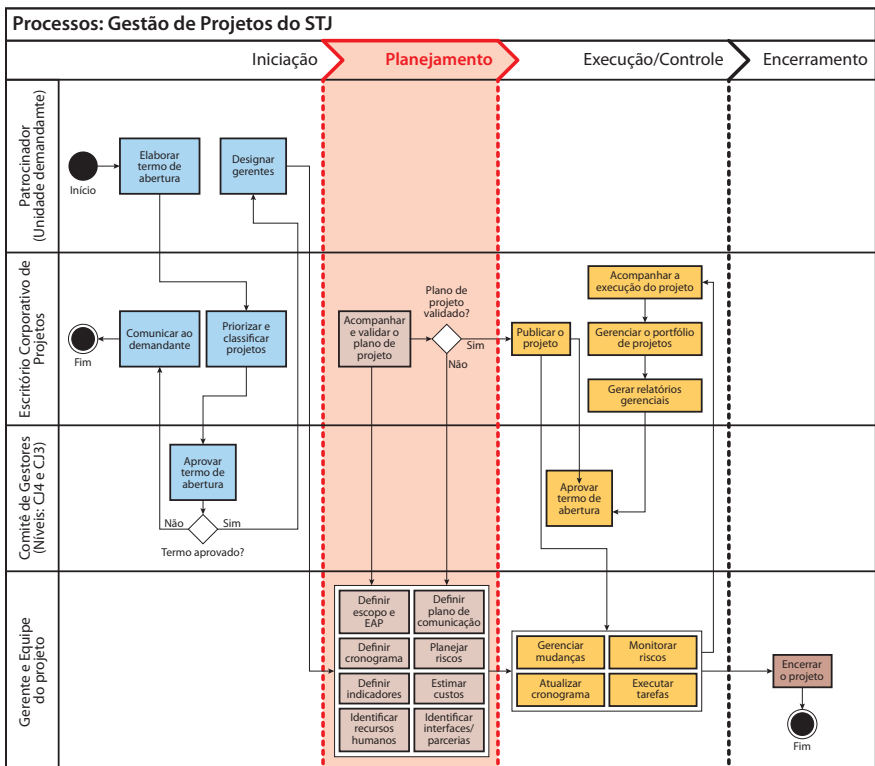 Processos: Gestão de Projetos do STJ
Iniciação
Planejamento
Execução/Controle
Encerramento
Patrocinador
(Unidade demandamte)
Início
Elaborar
termo de
abertura
Designar
gerentes
Escritório Corporativo de
Projetos
Fim
Comunicar ao
demandante
Priorizar e
classificar
projetos
Acompanhar
e validar o
plano de
projeto
Plano de
projeto
validado?
Sim
Não
Publicar o
projeto
Acompanhar a
execução do projeto
Gerenciar o portfólio
de projetos
Gerar relatórios
gerenciais
Comitê de Gestores
(Níveis: CJ4 e CJ3)
Aprovar
termo de
abertura
Não
Sim
Termo aprovado?
Aprovar
termo de
abertura
Gerente e Equipe
do projeto
Definir
escopo e
EAP
Definir
plano de
comunicação
Definir
cronograma
Planejar
riscos
Definir
indicadores
Estimar
custos
Identificar
recursos
humanos
Identificar
interfaces/
parcerias
Gerenciar
mudanças
Monitorar
riscos
Atualizar
cronograma
Executar
tarefas
Encerrar
o projeto
Fim